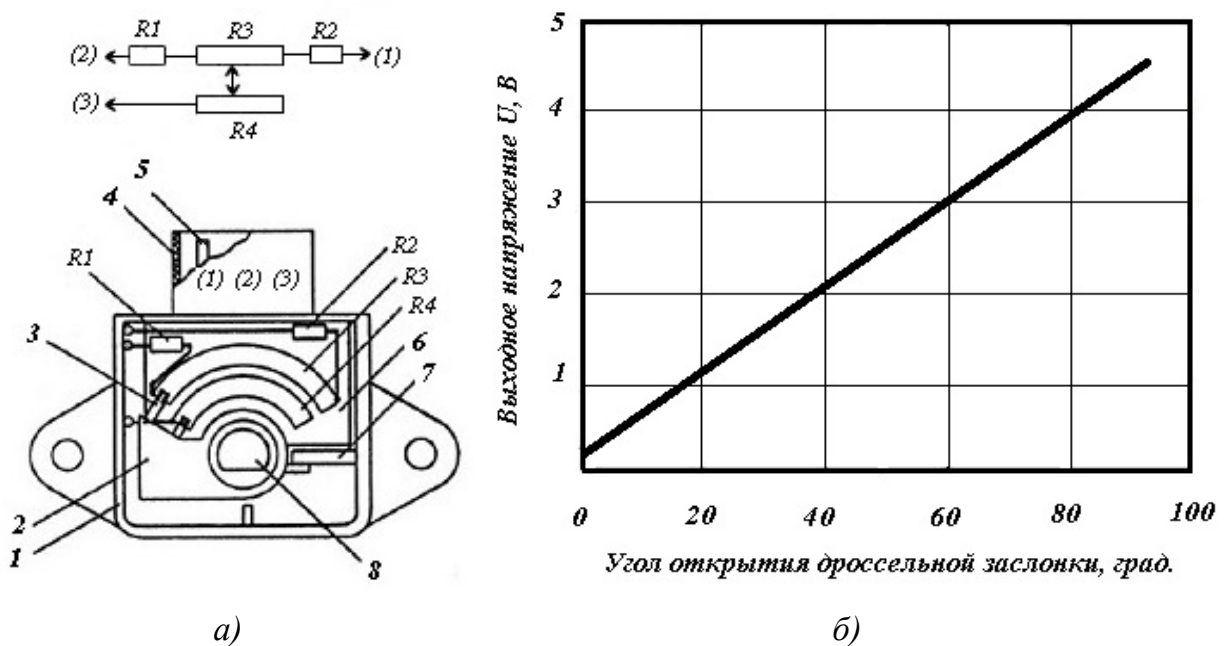 R1 R3 R2
(2) (1)
(3)
R4
5
4
R1
(1) (2) (3)
R2
R3
R4
3
6
7
2
1
8
а)
5
4
3
2
1
0 20 40 60 80 100
Выходное напряжение U, В
Угол открытия дроссельной заслонки, град.
б)